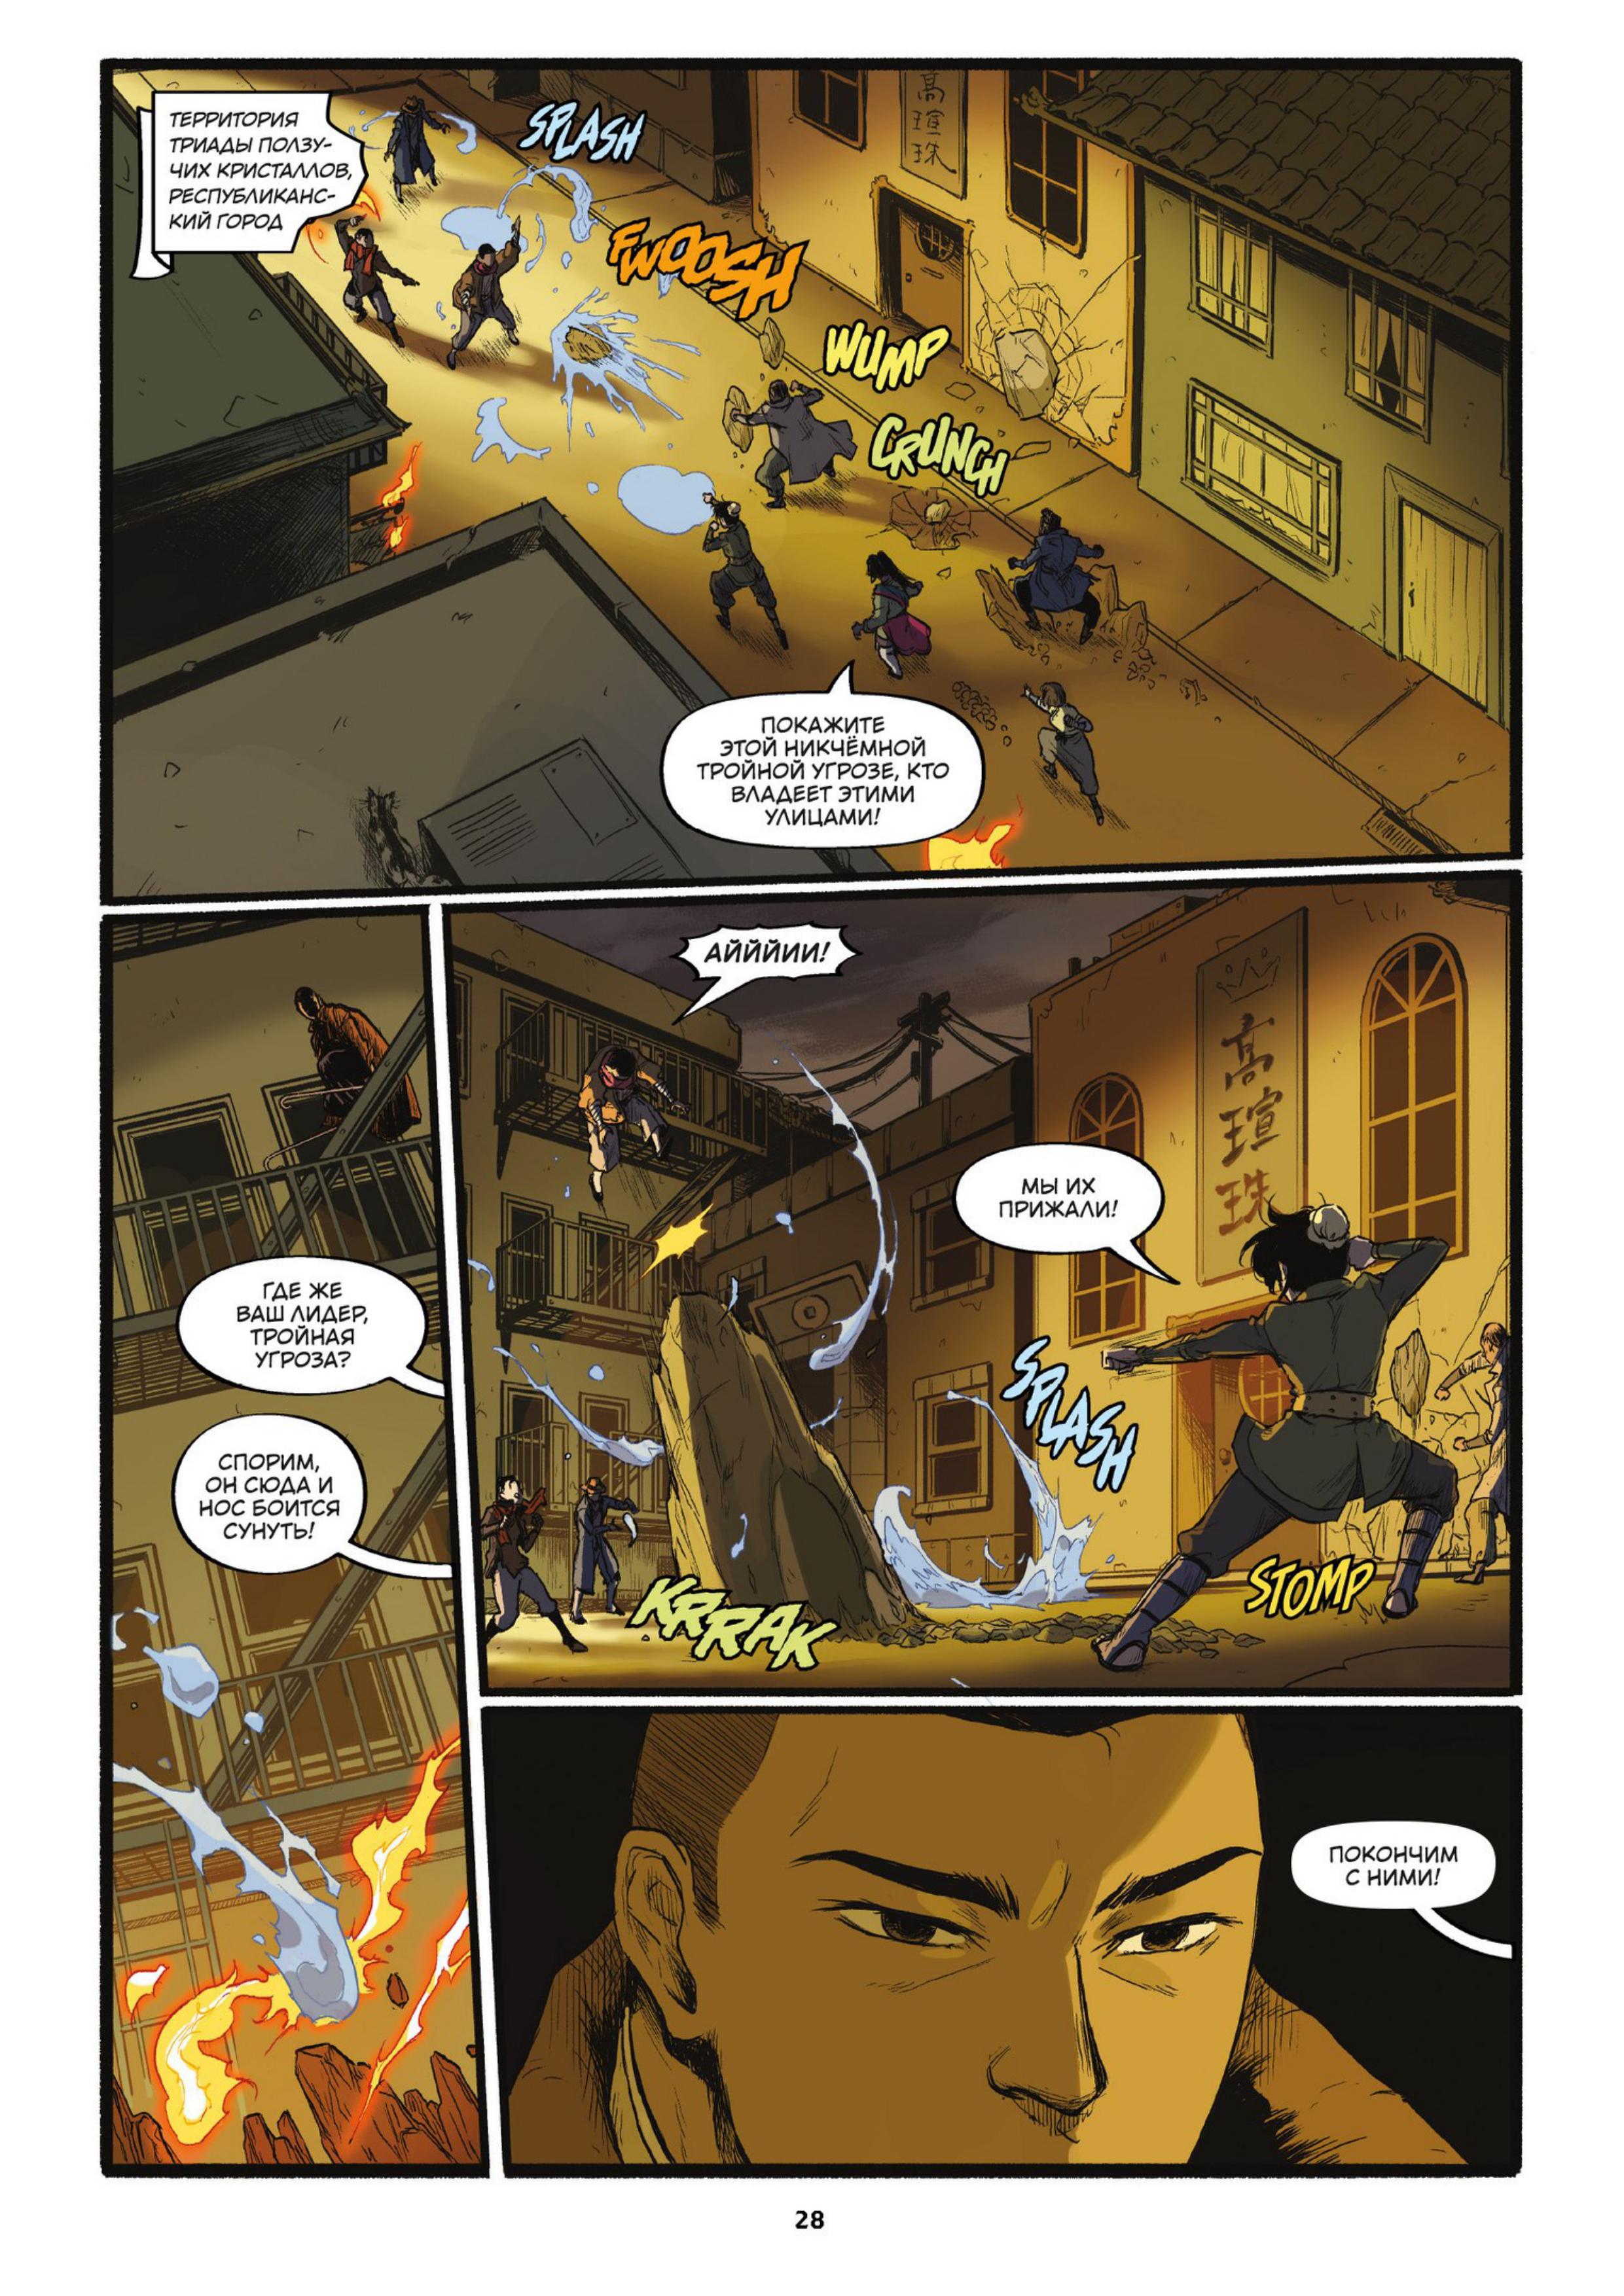 ТЕРРИТОРИЯ
ТРИАДЫ ПОЛЗУ-
ЧИХ КРИСТАЛЛОВ,
РЕСПУБЛИКАНС-
КИЙ ГОРОД
SPLASH
FWOOSH
高
瑄
珠
WUMP
CRUNCH
ПОКАЖИТЕ
ЭТОЙ НИКЧЁМНОЙ
ТРОЙНОЙ УГРОЗЕ, КТО
ВЛАДЕЕТ ЭТИМИ
УЛИЦАМИ!
ГДЕ ЖЕ
ВАШ ЛИДЕР,
ТРОЙНАЯ
УГРОЗА?
СПОРИМ,
ОН СЮДА И
НОС БОИТСЯ
СУНУТЬ!
АЙЙЙИИ!
高
瑄
珠
МЫ ИХ
ПРИЖАЛИ!
SPLASH
STOMP
KRRRAK
ПОКОНЧИМ
С НИМИ!
28